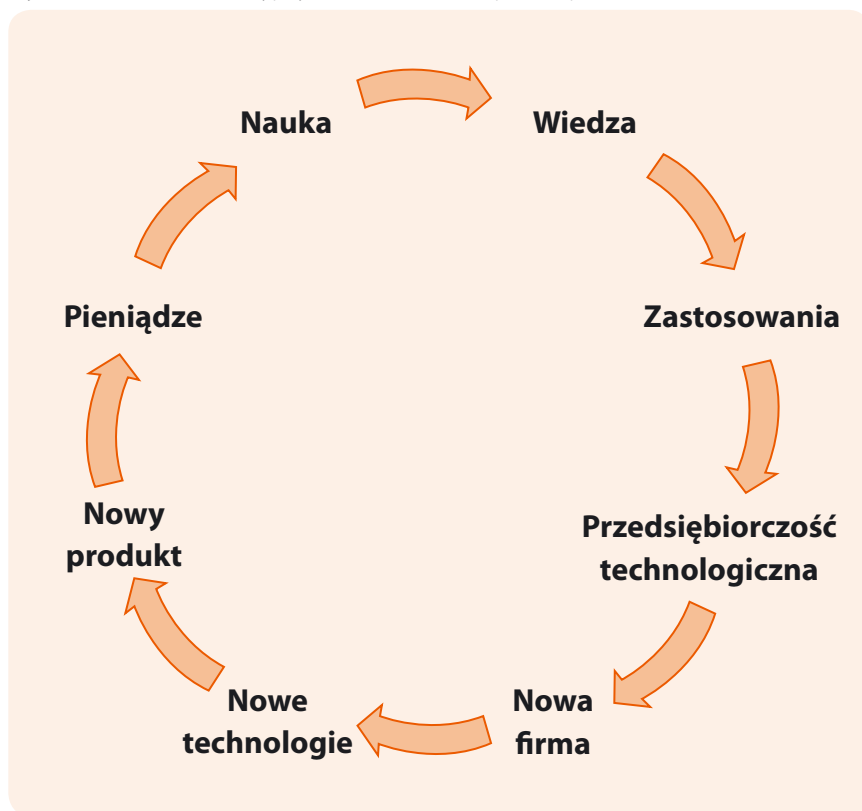 Nauka
Wiedza
Zastosowania
Przedsiębiorczość
technologiczna
Nowa
firma
Nowe
technologie
Nowy
produkt
Pieniądze